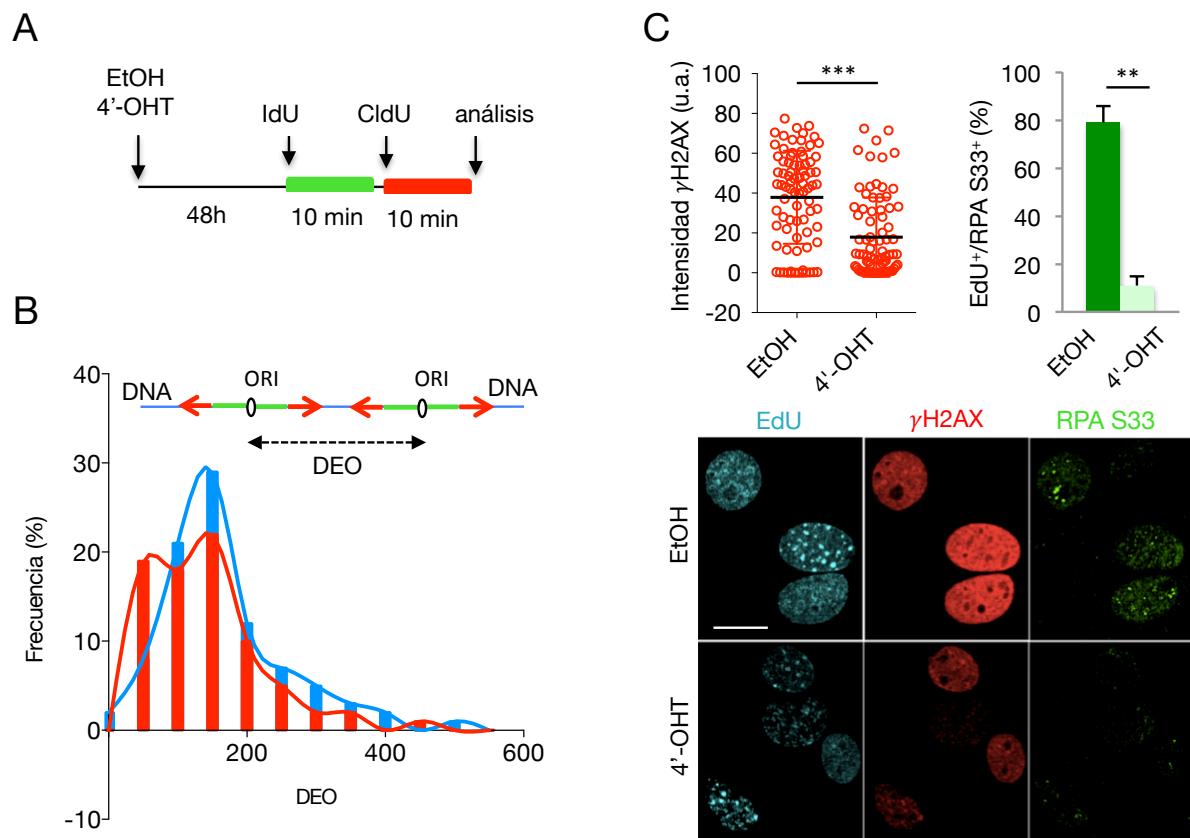 A
EtOH
4’-OHT
IdU
CldU
análisis
48h
10 min
10 min
B
40
30
20
10
0
-10
Frecuencia (%)
DNA
ORI
ORI
DNA
DEO
200
400
600
DEO
C
Intensidad γH2AX (u.a.)
100
80
60
40
20
0
-20
***
EtOH
4'-OHT
EdU+/RPA S33+ (%)
100
80
60
40
20
0
**
EtOH
4'-OHT
EdU
γH2AX
RPA S33
EtOH
4’-OHT